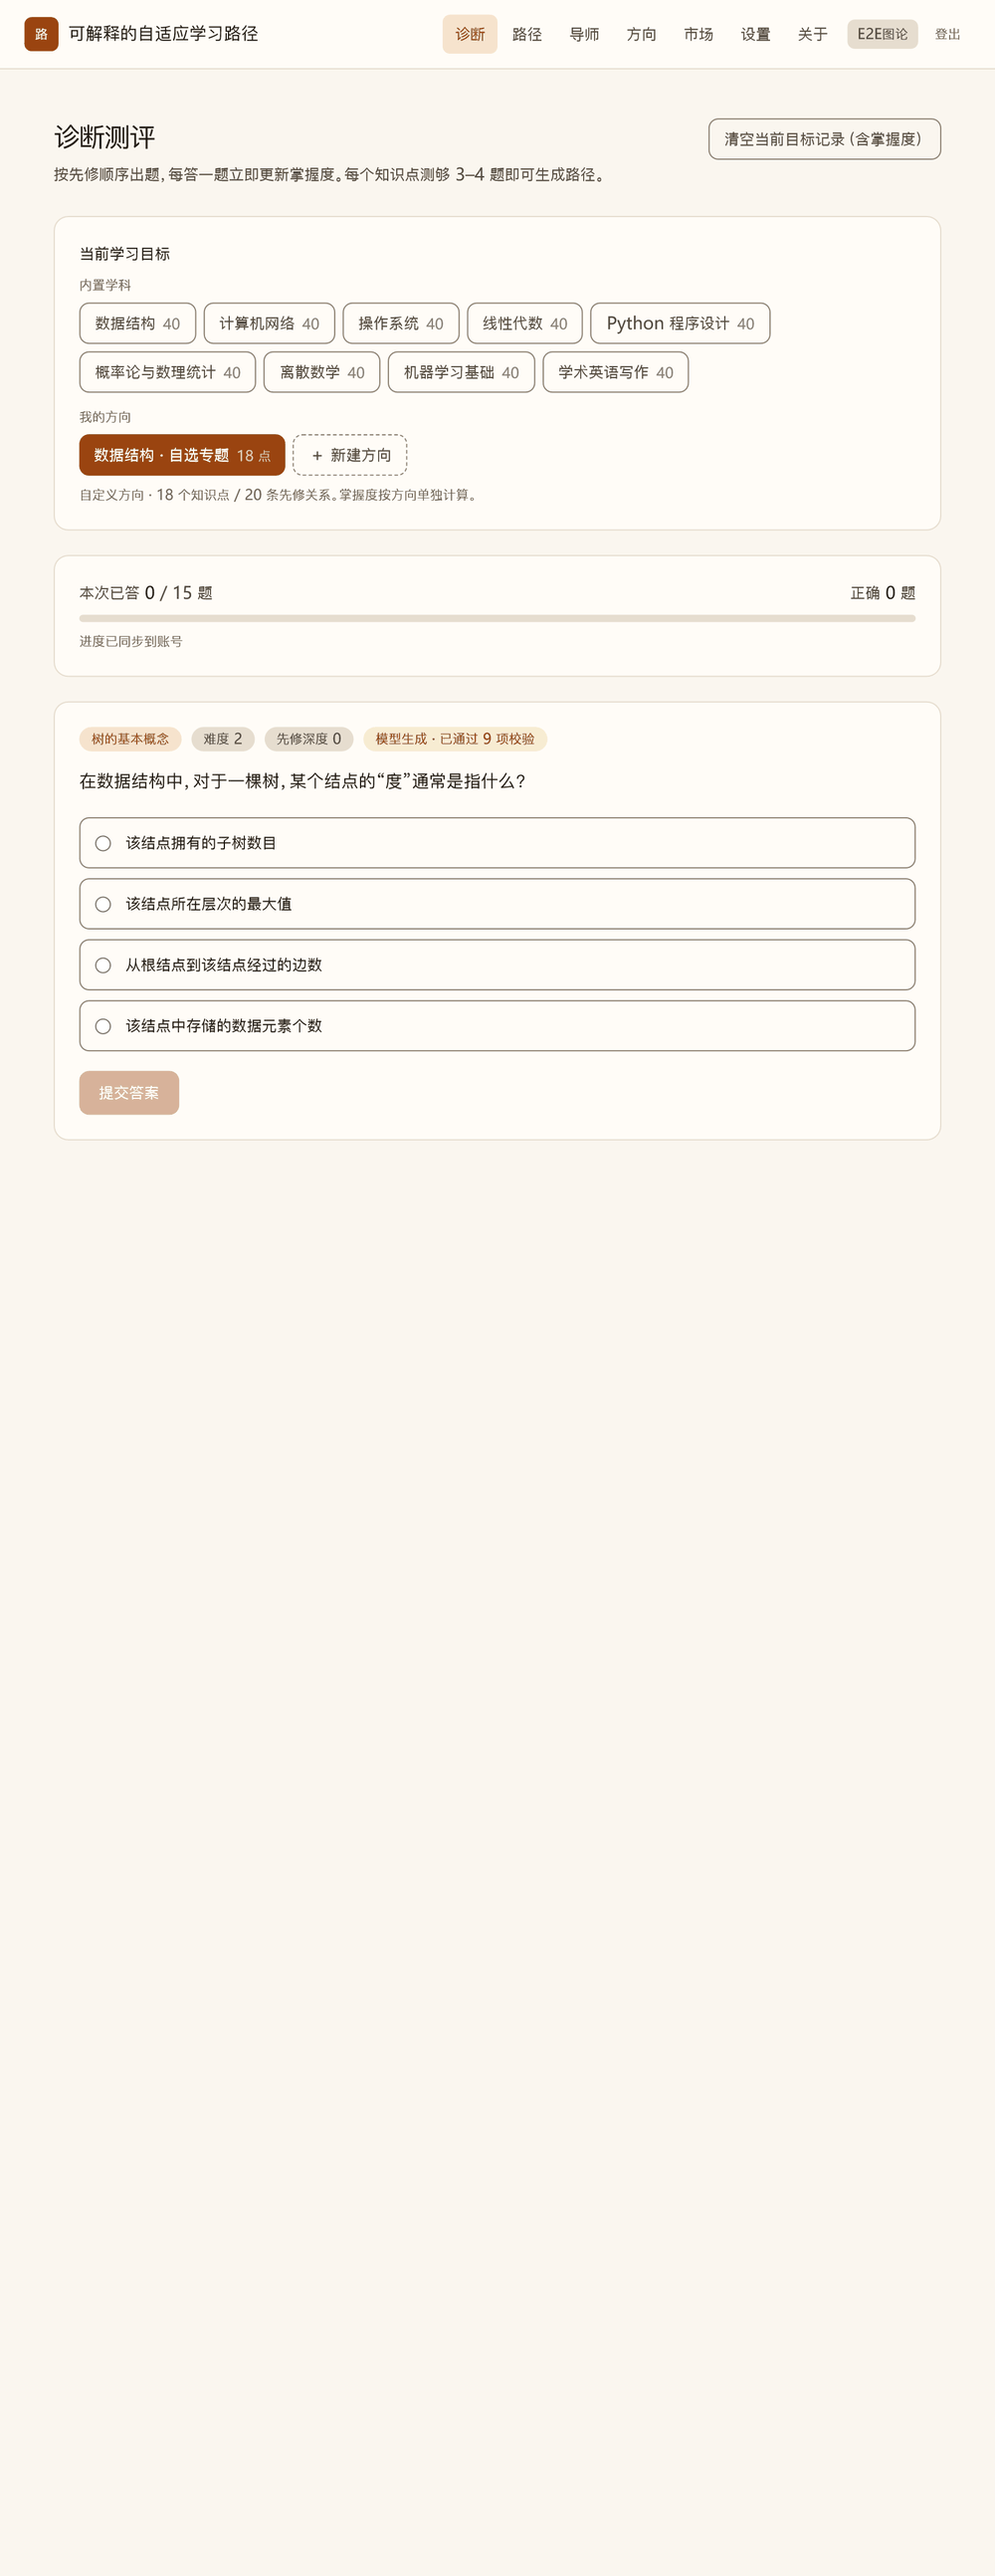 路 可解释的自适应学习路径 诊断 路径 导师 方向 市场 设置 关于 E2E图论 登出
诊断测评
清空当前目标记录 (含掌握度)
按先修顺序出题, 每答一题立即更新掌握度。每个知识点测够 3–4 题即可生成路径。
当前学习目标
内置学科
数据结构 40 计算机网络 40 操作系统 40 线性代数 40 Python 程序设计 40
概率论与数理统计 40 离散数学 40 机器学习基础 40 学术英语写作 40
我的方向
数据结构 · 自选专题 18 点 + 新建方向
自定义方向 · 18 个知识点 / 20 条先修关系。掌握度按方向单独计算。
本次已答 0 / 15 题 正确 0 题
进度已同步到账号
树的基本概念 难度 2 先修深度 0 模型生成 · 已通过 9 项校验
在数据结构中, 对于一棵树, 某个结点的“度”通常是指什么?
该结点拥有的子树数目
该结点所在层次的最大值
从根结点到该结点经过的边数
该结点中存储的数据元素个数
提交答案